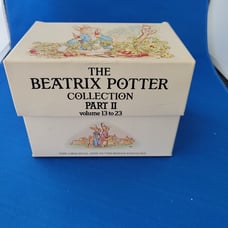 THE
BEATRIX POTTER
COLLECTION
PART II
volume 13 to 23